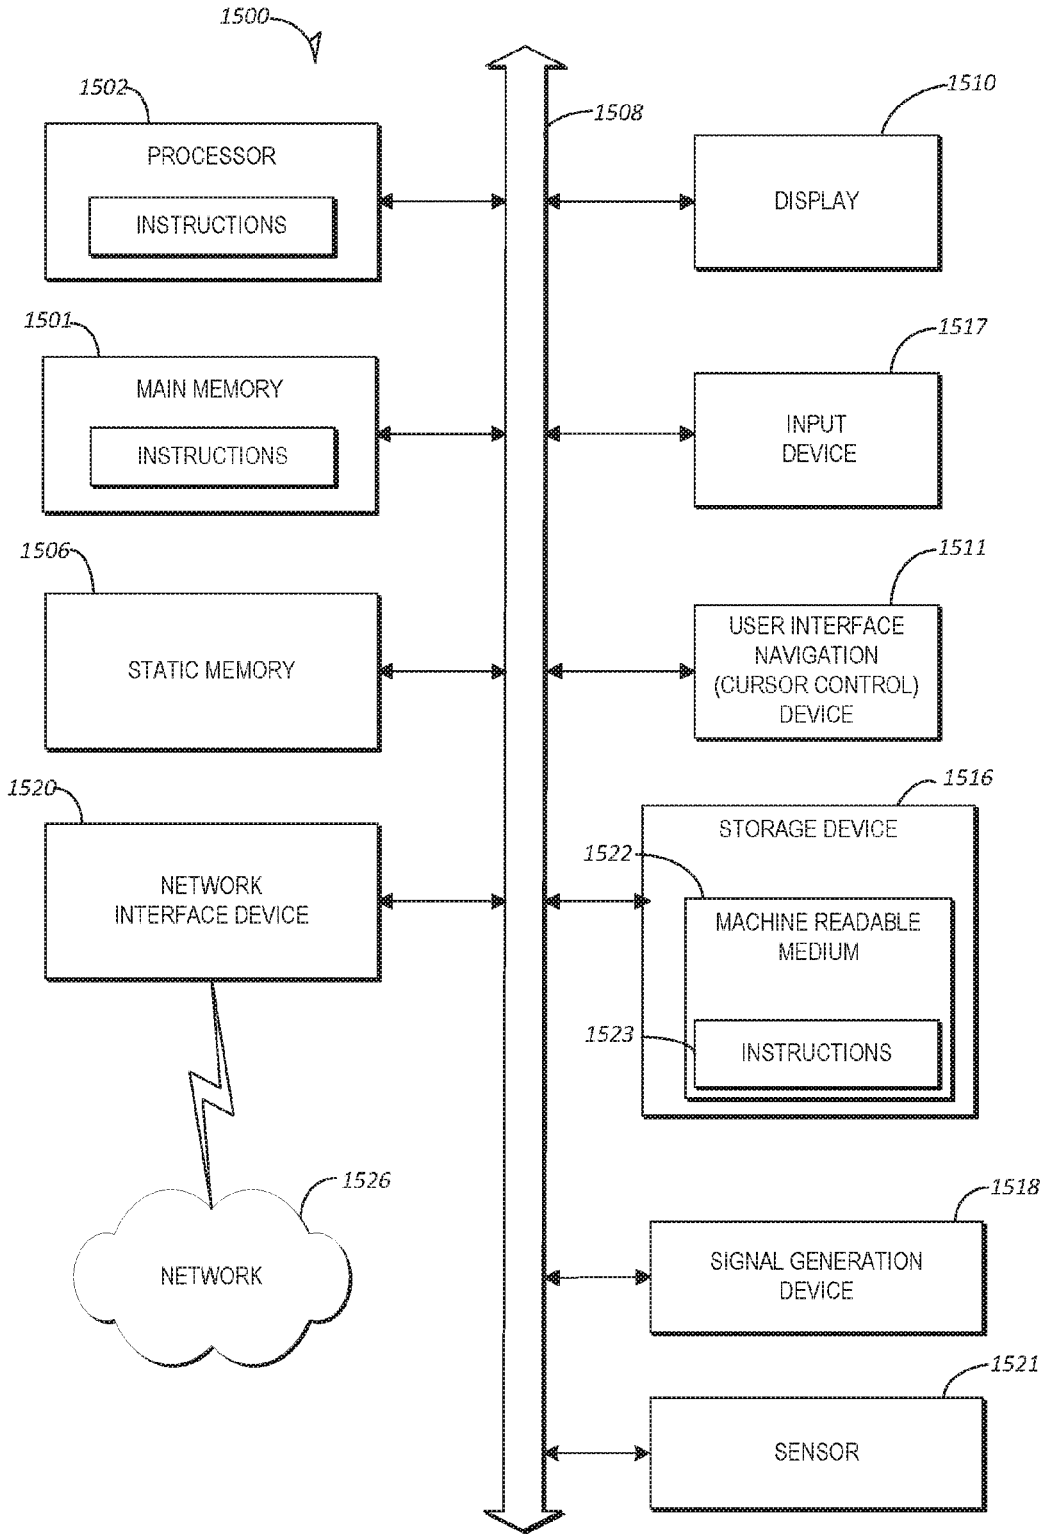 1500
1502
PROCESSOR
INSTRUCTIONS
1508
1510
DISPLAY
1501
MAIN MEMORY
INSTRUCTIONS
1517
INPUT
DEVICE
1506
STATIC MEMORY
1511
USER INTERFACE
NAVIGATION
(CURSOR CONTROL)
DEVICE
1520
NETWORK
INTERFACE DEVICE
1516
STORAGE DEVICE
1522
MACHINE READABLE
MEDIUM
1523
INSTRUCTIONS
1526
NETWORK
1518
SIGNAL GENERATION
DEVICE
1521
SENSOR